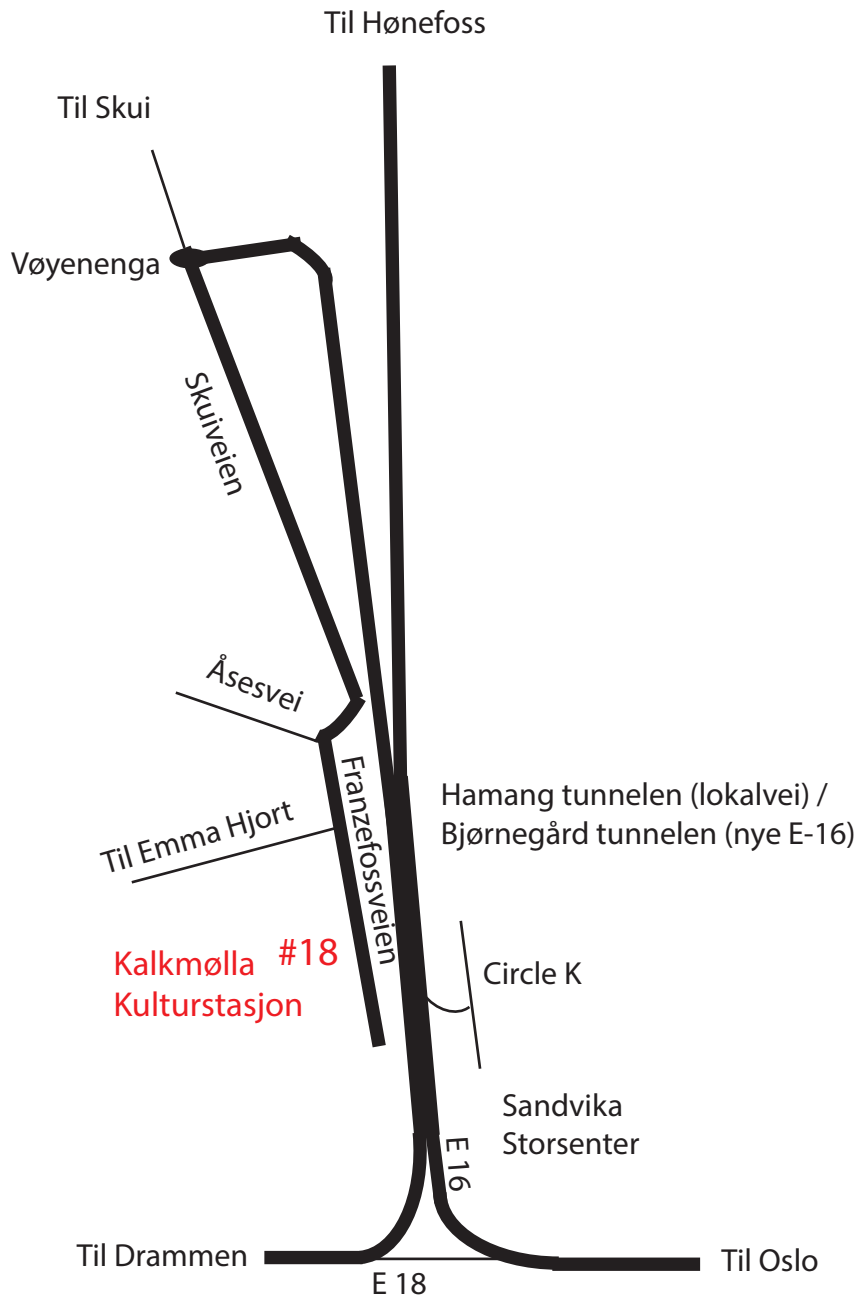 Til Hønefoss
Til Skui
Vøyenenga
Skuiveien
Åsesvei
Franzefossveien
Hamang tunnelen (lokalvei) /
Bjørnegård tunnelen (nye E-16)
Til Emma Hjort
Kalkmølla #18
Kulturstasjon
Circle K
Sandvika
Storsenter
E 16
Til Drammen
Til Oslo
E 18